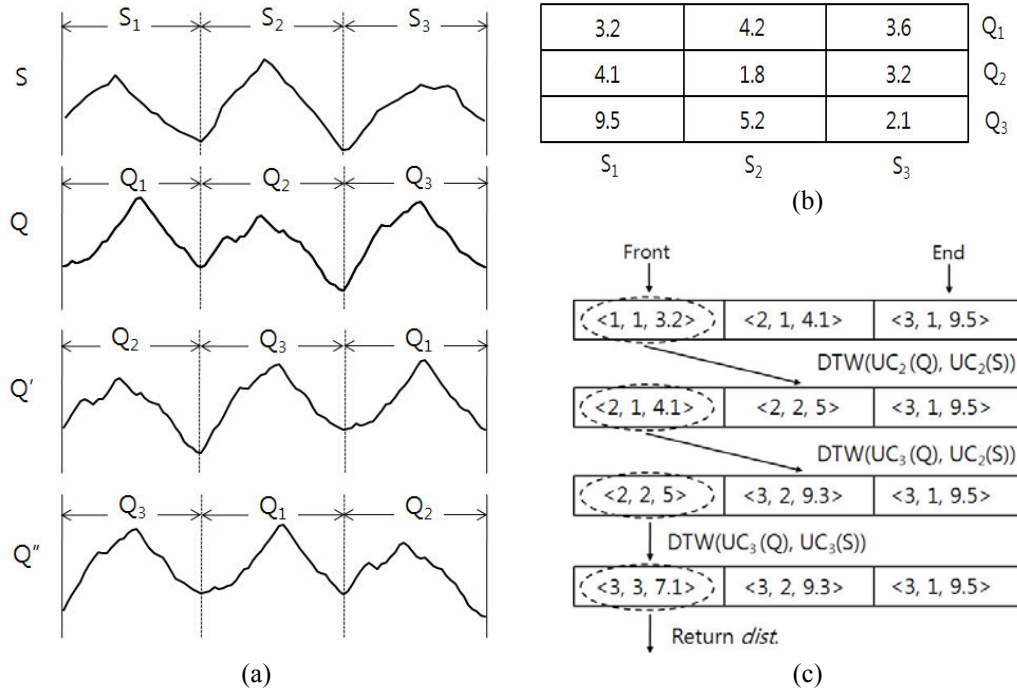 S₁ S₂ S₃
S
Q₁ Q₂ Q₃
Q
Q₂ Q₃ Q₁
Q′
Q₃ Q₁ Q₂
Q″
(a)
3.2 4.2 3.6 Q₁
4.1 1.8 3.2 Q₂
9.5 5.2 2.1 Q₃
S₁ S₂ S₃
(b)
Front End
<1, 1, 3.2> <2, 1, 4.1> <3, 1, 9.5>
DTW(UC₂(Q), UC₂(S))
<2, 1, 4.1> <2, 2, 5> <3, 1, 9.5>
DTW(UC₃(Q), UC₂(S))
<2, 2, 5> <3, 2, 9.3> <3, 1, 9.5>
DTW(UC₃(Q), UC₃(S))
<3, 3, 7.1> <3, 2, 9.3> <3, 1, 9.5>
Return dist.
(c)